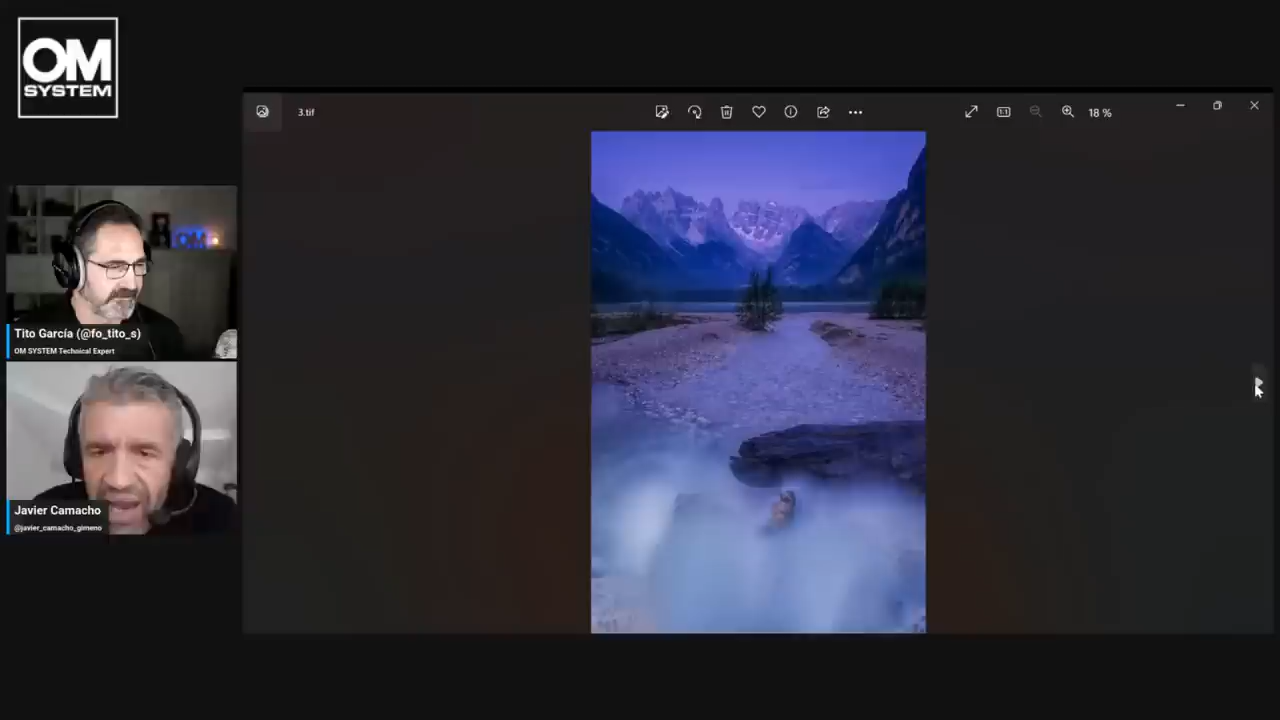 OM
SYSTEM
3.tif
18 %
Tito García (@fo_tito_s)
OM SYSTEM Technical Expert
Javier Camacho
@javier_camacho_gimeno